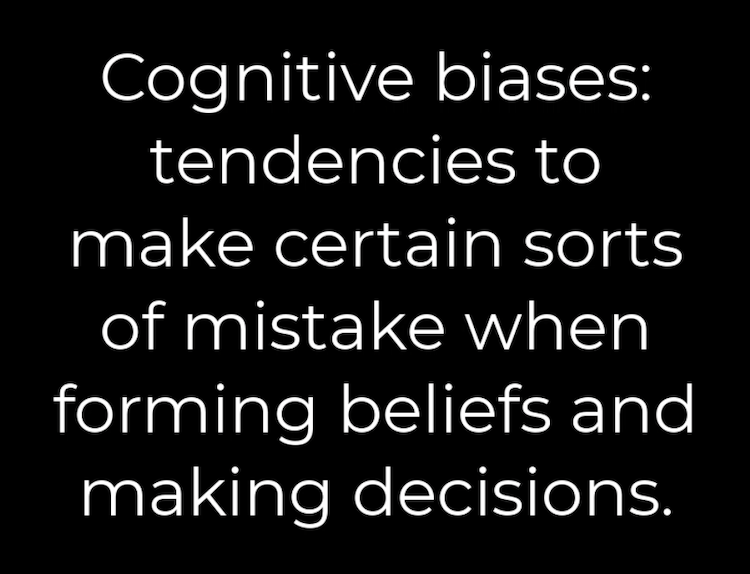 Cognitive biases:
tendencies to
make certain sorts
of mistake when
forming beliefs and
making decisions.